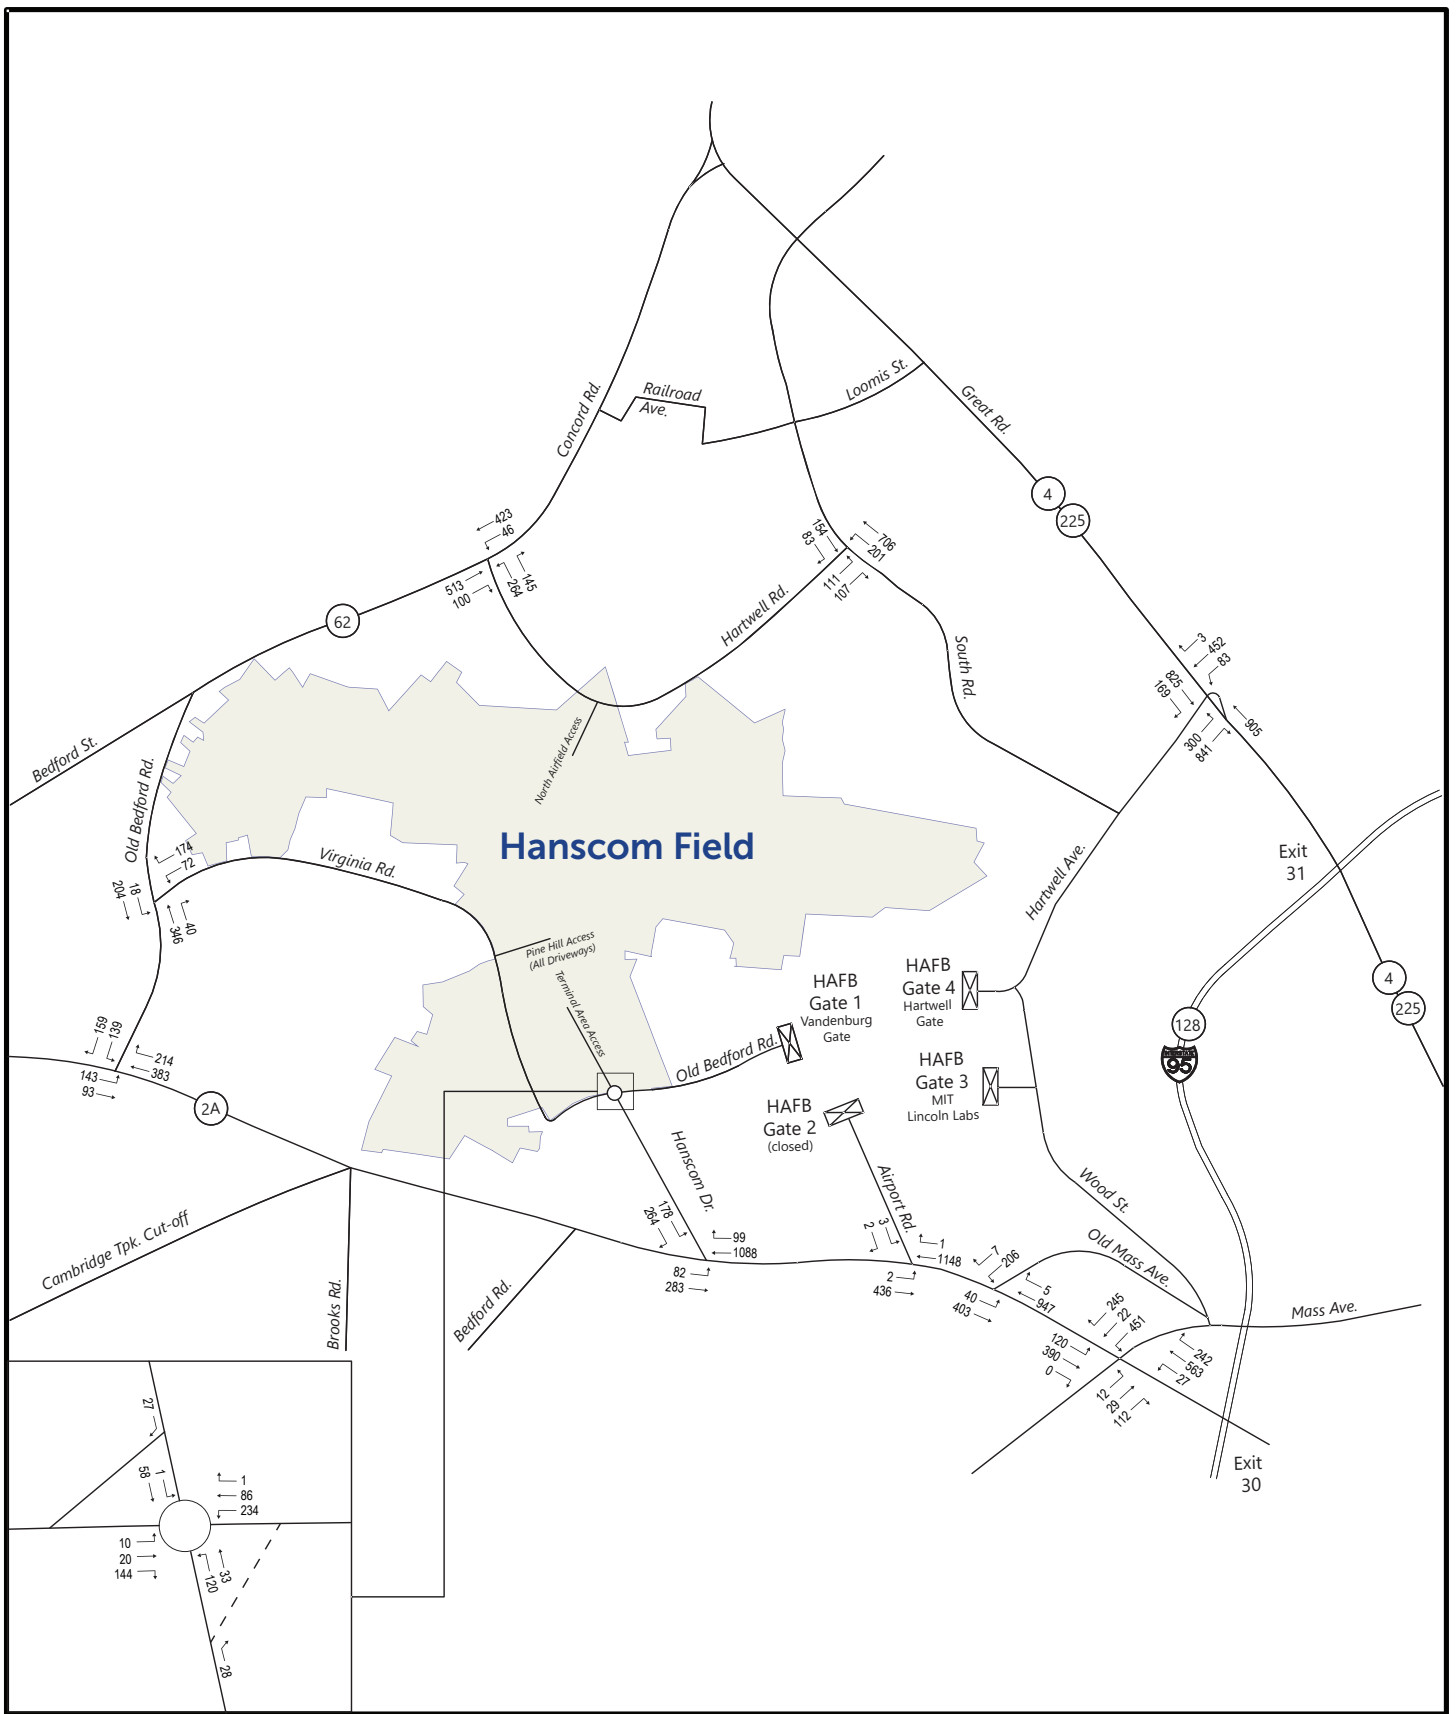 Railroad
Ave.
Loomis St.
Great Rd.
Concord Rd.
4
225
423
46
513
100
264
145
154
83
706
201
111
107
62
Hartwell Rd.
South Rd.
3
452
83
825
169
905
300
841
Bedford St.
Old Bedford Rd.
North Airfield Access
Hanscom Field
Virginia Rd.
174
72
204
18
346
40
Hartwell Ave.
Exit
31
Pine Hill Access
(All Driveways)
Terminal Area Access
HAFB
Gate 1
Vandenburg
Gate
HAFB
Gate 4
Hartwell
Gate
4
225
128
INTERSTATE
95
159
139
214
383
143
93
2A
Old Bedford Rd.
HAFB
Gate 3
MIT
Lincoln Labs
HAFB
Gate 2
(closed)
Hanscom Dr.
Airport Rd.
Wood St.
Old Mass Ave.
Mass Ave.
Cambridge Tpk. Cut-off
Brooks Rd.
Bedford Rd.
264
178
99
1088
82
283
2
3
1
1148
2
436
7
206
5
947
40
403
245
22
451
120
390
0
242
563
27
12
29
112
Exit
30
27
58
1
1
86
234
10
20
144
120
33
28